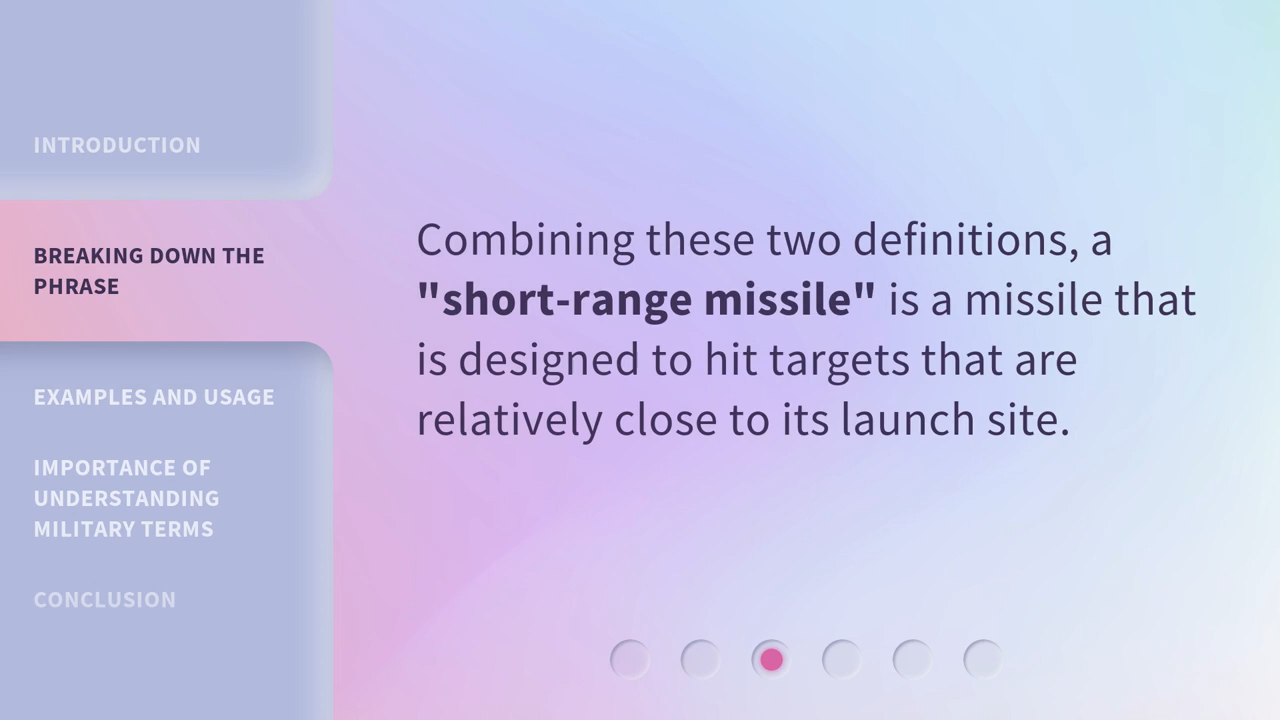 INTRODUCTION
BREAKING DOWN THE
PHRASE
EXAMPLES AND USAGE
IMPORTANCE OF
UNDERSTANDING
MILITARY TERMS
CONCLUSION
Combining these two definitions, a
"short-range missile" is a missile that
is designed to hit targets that are
relatively close to its launch site.